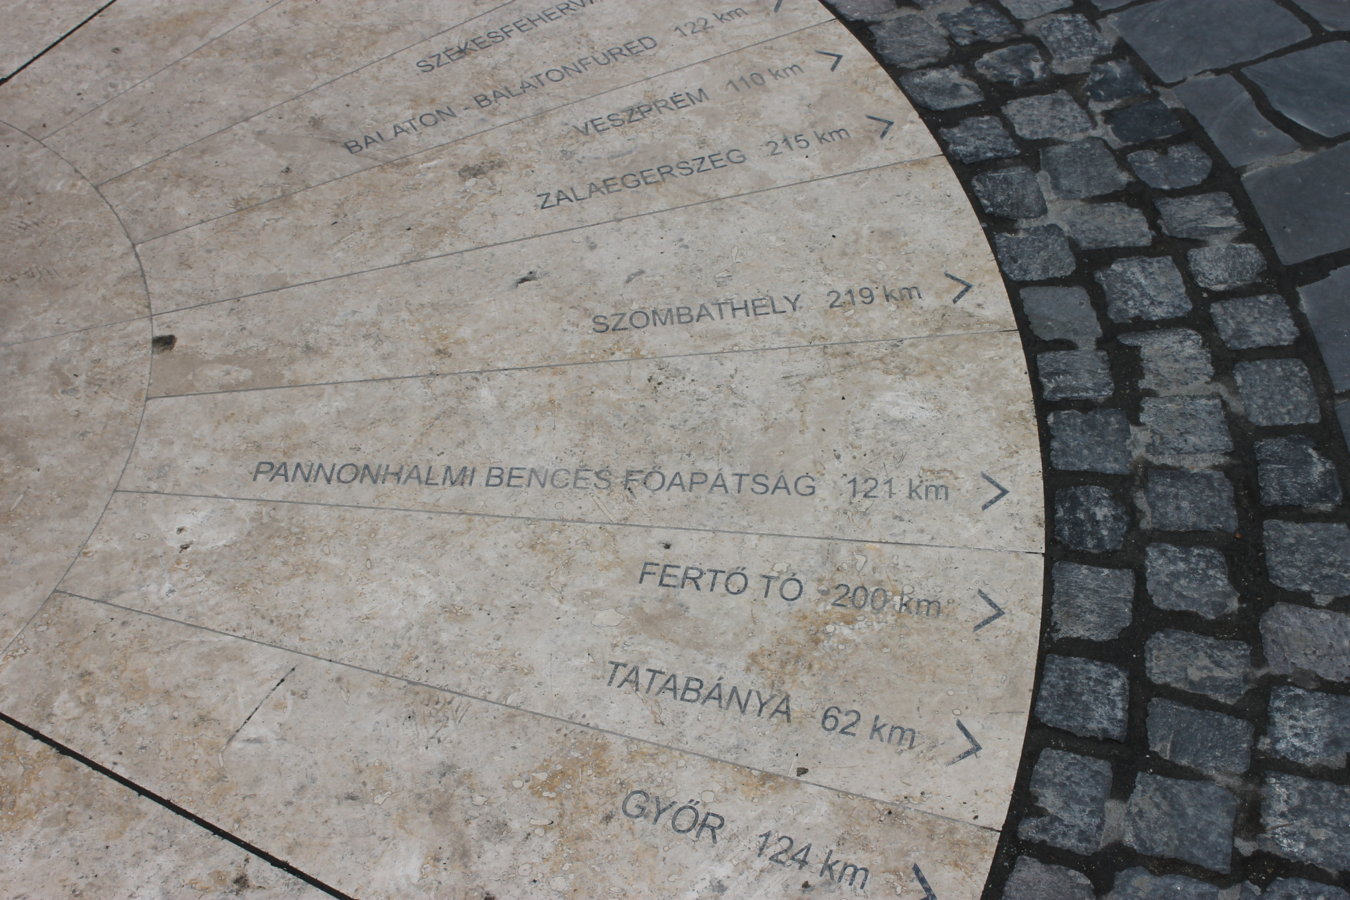 BALATON - BALATONFÜRED 122 km >
VESZPRÉM 110 km >
ZALAEGERSZEG 215 km >
SZOMBATHELY 219 km >
PANNONHALMI BENCÉS FŐAPÁTSÁG 121 km >
FERTŐ TÓ 200 km >
TATABÁNYA 62 km >
GYŐR 124 km >